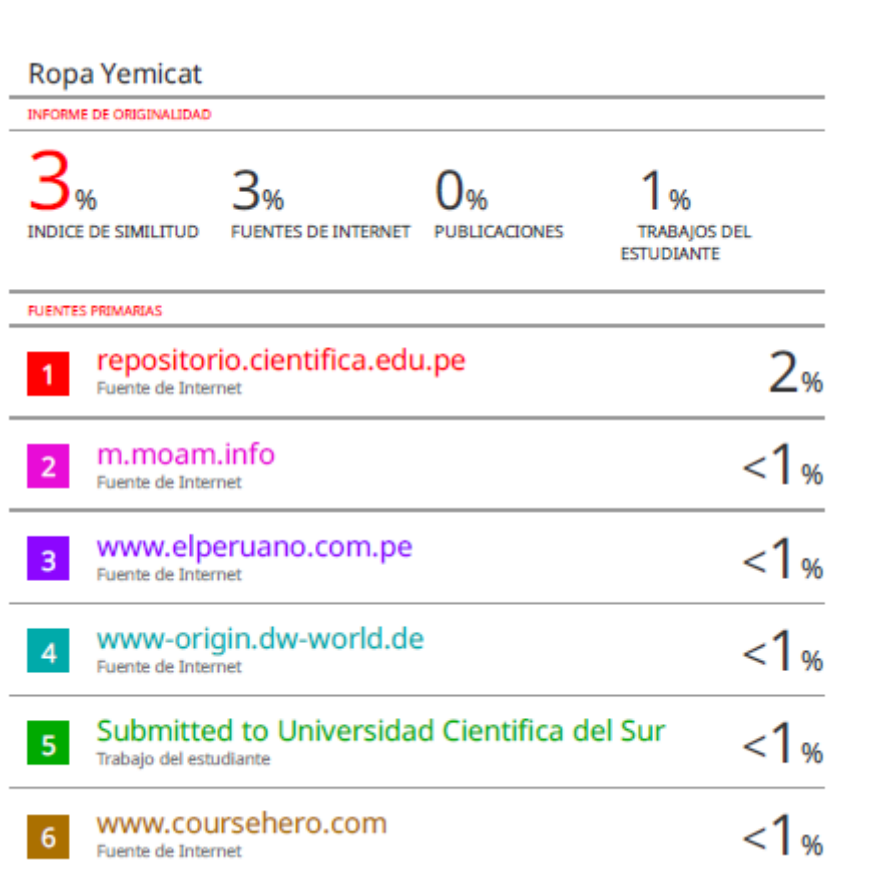 Ropa Yemicat
INFORME DE ORIGINALIDAD
3% 3% 0% 1%
INDICE DE SIMILITUD FUENTES DE INTERNET PUBLICACIONES TRABAJOS DEL
ESTUDIANTE
FUENTES PRIMARIAS
1 repositorio.cientifica.edu.pe 2%
Fuente de Internet
2 m.moam.info <1%
Fuente de Internet
3 www.elperuano.com.pe <1%
Fuente de Internet
4 www-origin.dw-world.de <1%
Fuente de Internet
5 Submitted to Universidad Cientifica del Sur <1%
Trabajo del estudiante
6 www.coursehero.com <1%
Fuente de Internet